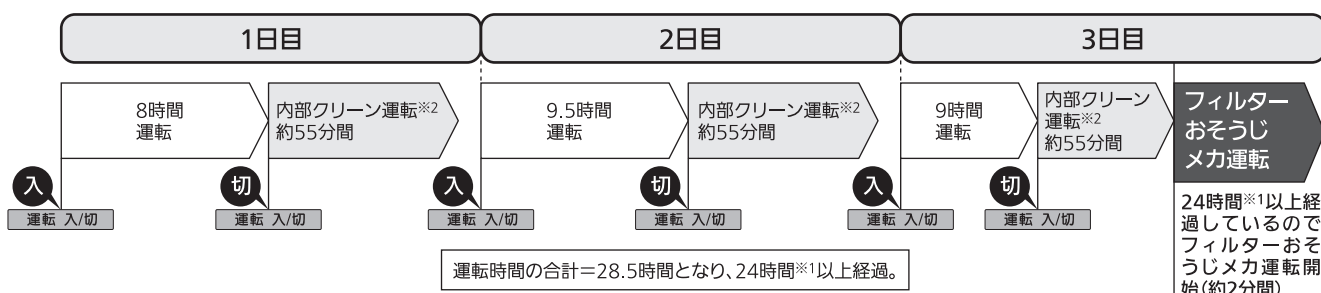 1日目
2日目
3日目
8時間
運転
内部クリーン運転※2
約55分間
9.5時間
運転
内部クリーン運転※2
約55分間
9時間
運転
内部クリーン
運転※2
約55分間
フィルター
おそうじ
メカ運転
入
切
入
切
入
切
運転 入/切
運転 入/切
運転 入/切
運転 入/切
運転 入/切
運転 入/切
24時間※1以上経
過しているので
フィルターおそ
うじメカ運転開
始(約2分間)
運転時間の合計=28.5時間となり、24時間※1以上経過。